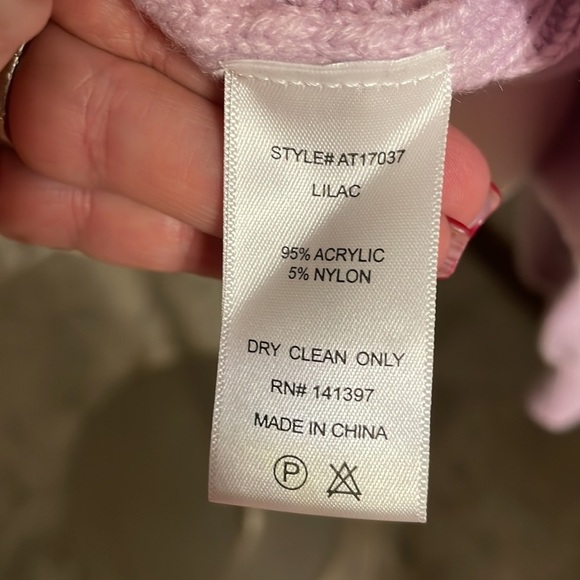 STYLE# AT17037
LILAC
95% ACRYLIC
5% NYLON
DRY CLEAN ONLY
RN# 141397
MADE IN CHINA
P